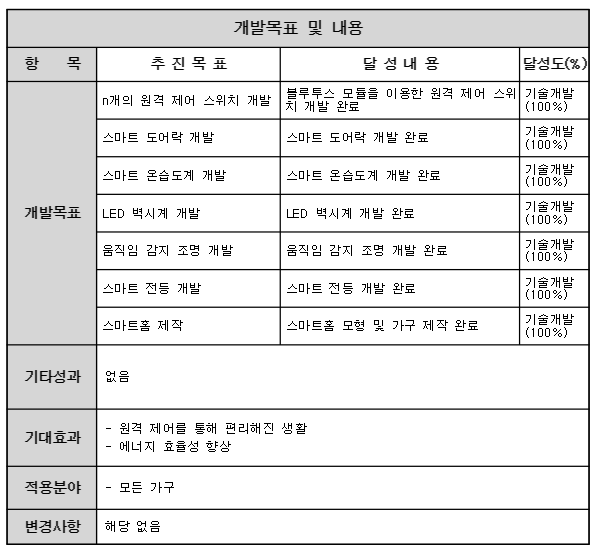 개발목표 및 내용
항 목 추 진 목 표 달 성 내 용 달성도(%)
개발목표
n개의 원격 제어 스위치 개발
블루투스 모듈을 이용한 원격 제어 스위
치 개발 완료
기술개발
(100%)
스마트 도어락 개발
스마트 도어락 개발 완료
기술개발
(100%)
스마트 온습도계 개발
스마트 온습도계 개발 완료
기술개발
(100%)
LED 벽시계 개발
LED 벽시계 개발 완료
기술개발
(100%)
움직임 감지 조명 개발
움직임 감지 조명 개발 완료
기술개발
(100%)
스마트 전등 개발
스마트 전등 개발 완료
기술개발
(100%)
스마트홈 제작
스마트홈 모형 및 가구 제작 완료
기술개발
(100%)
기타성과
없음
기대효과
- 원격 제어를 통해 편리해진 생활
- 에너지 효율성 향상
적용분야
- 모든 가구
변경사항
해당 없음